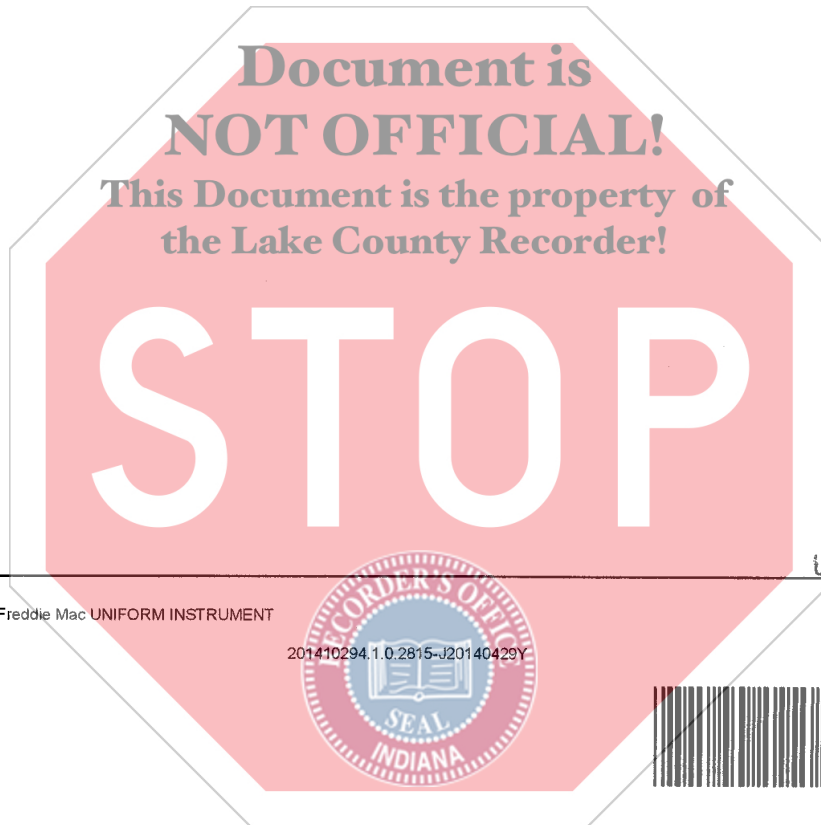 Document is
NOT OFFICIAL!
This Document is the property of
the Lake County Recorder!
STOP
Freddie Mac UNIFORM INSTRUMENT
RECORDER'S OFFICE
201410294.1.0.2815-J20140429Y
SEAL
INDIANA